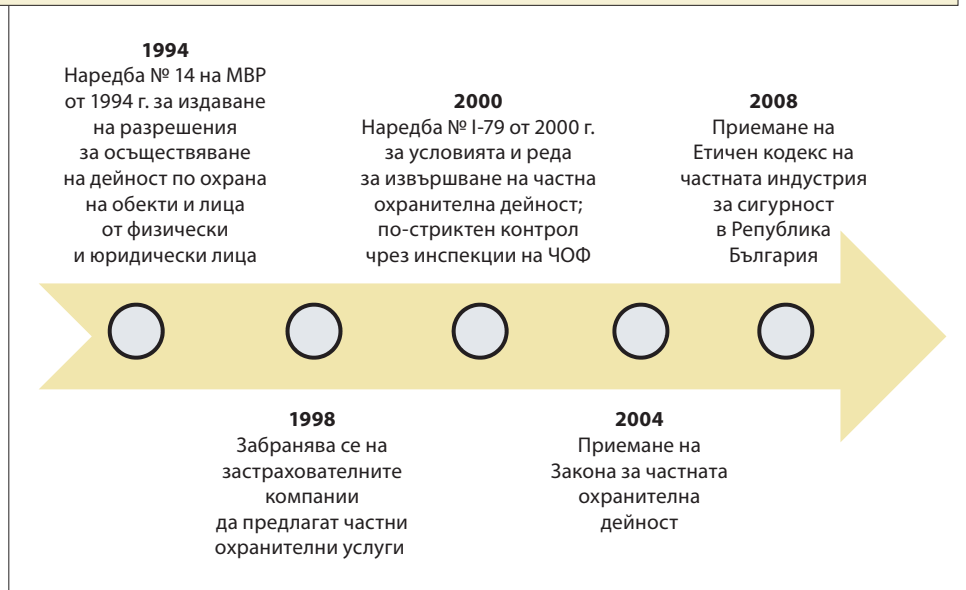 1994
Наредба № 14 на МВР
от 1994 г. за издаване
на разрешения
за осъществяване
на дейност по охрана
на обекти и лица
от физически
и юридически лица
1998
Забранява се на
застрахователните
компании
да предлагат частни
охранителни услуги
2000
Наредба № I-79 от 2000 г.
за условията и реда
за извършване на частна
охранителна дейност;
по-стриктен контрол
чрез инспекции на ЧОФ
2004
Приемане на
Закона за частната
охранителна
дейност
2008
Приемане на
Етичен кодекс на
частната индустрия
за сигурност
в Република
България